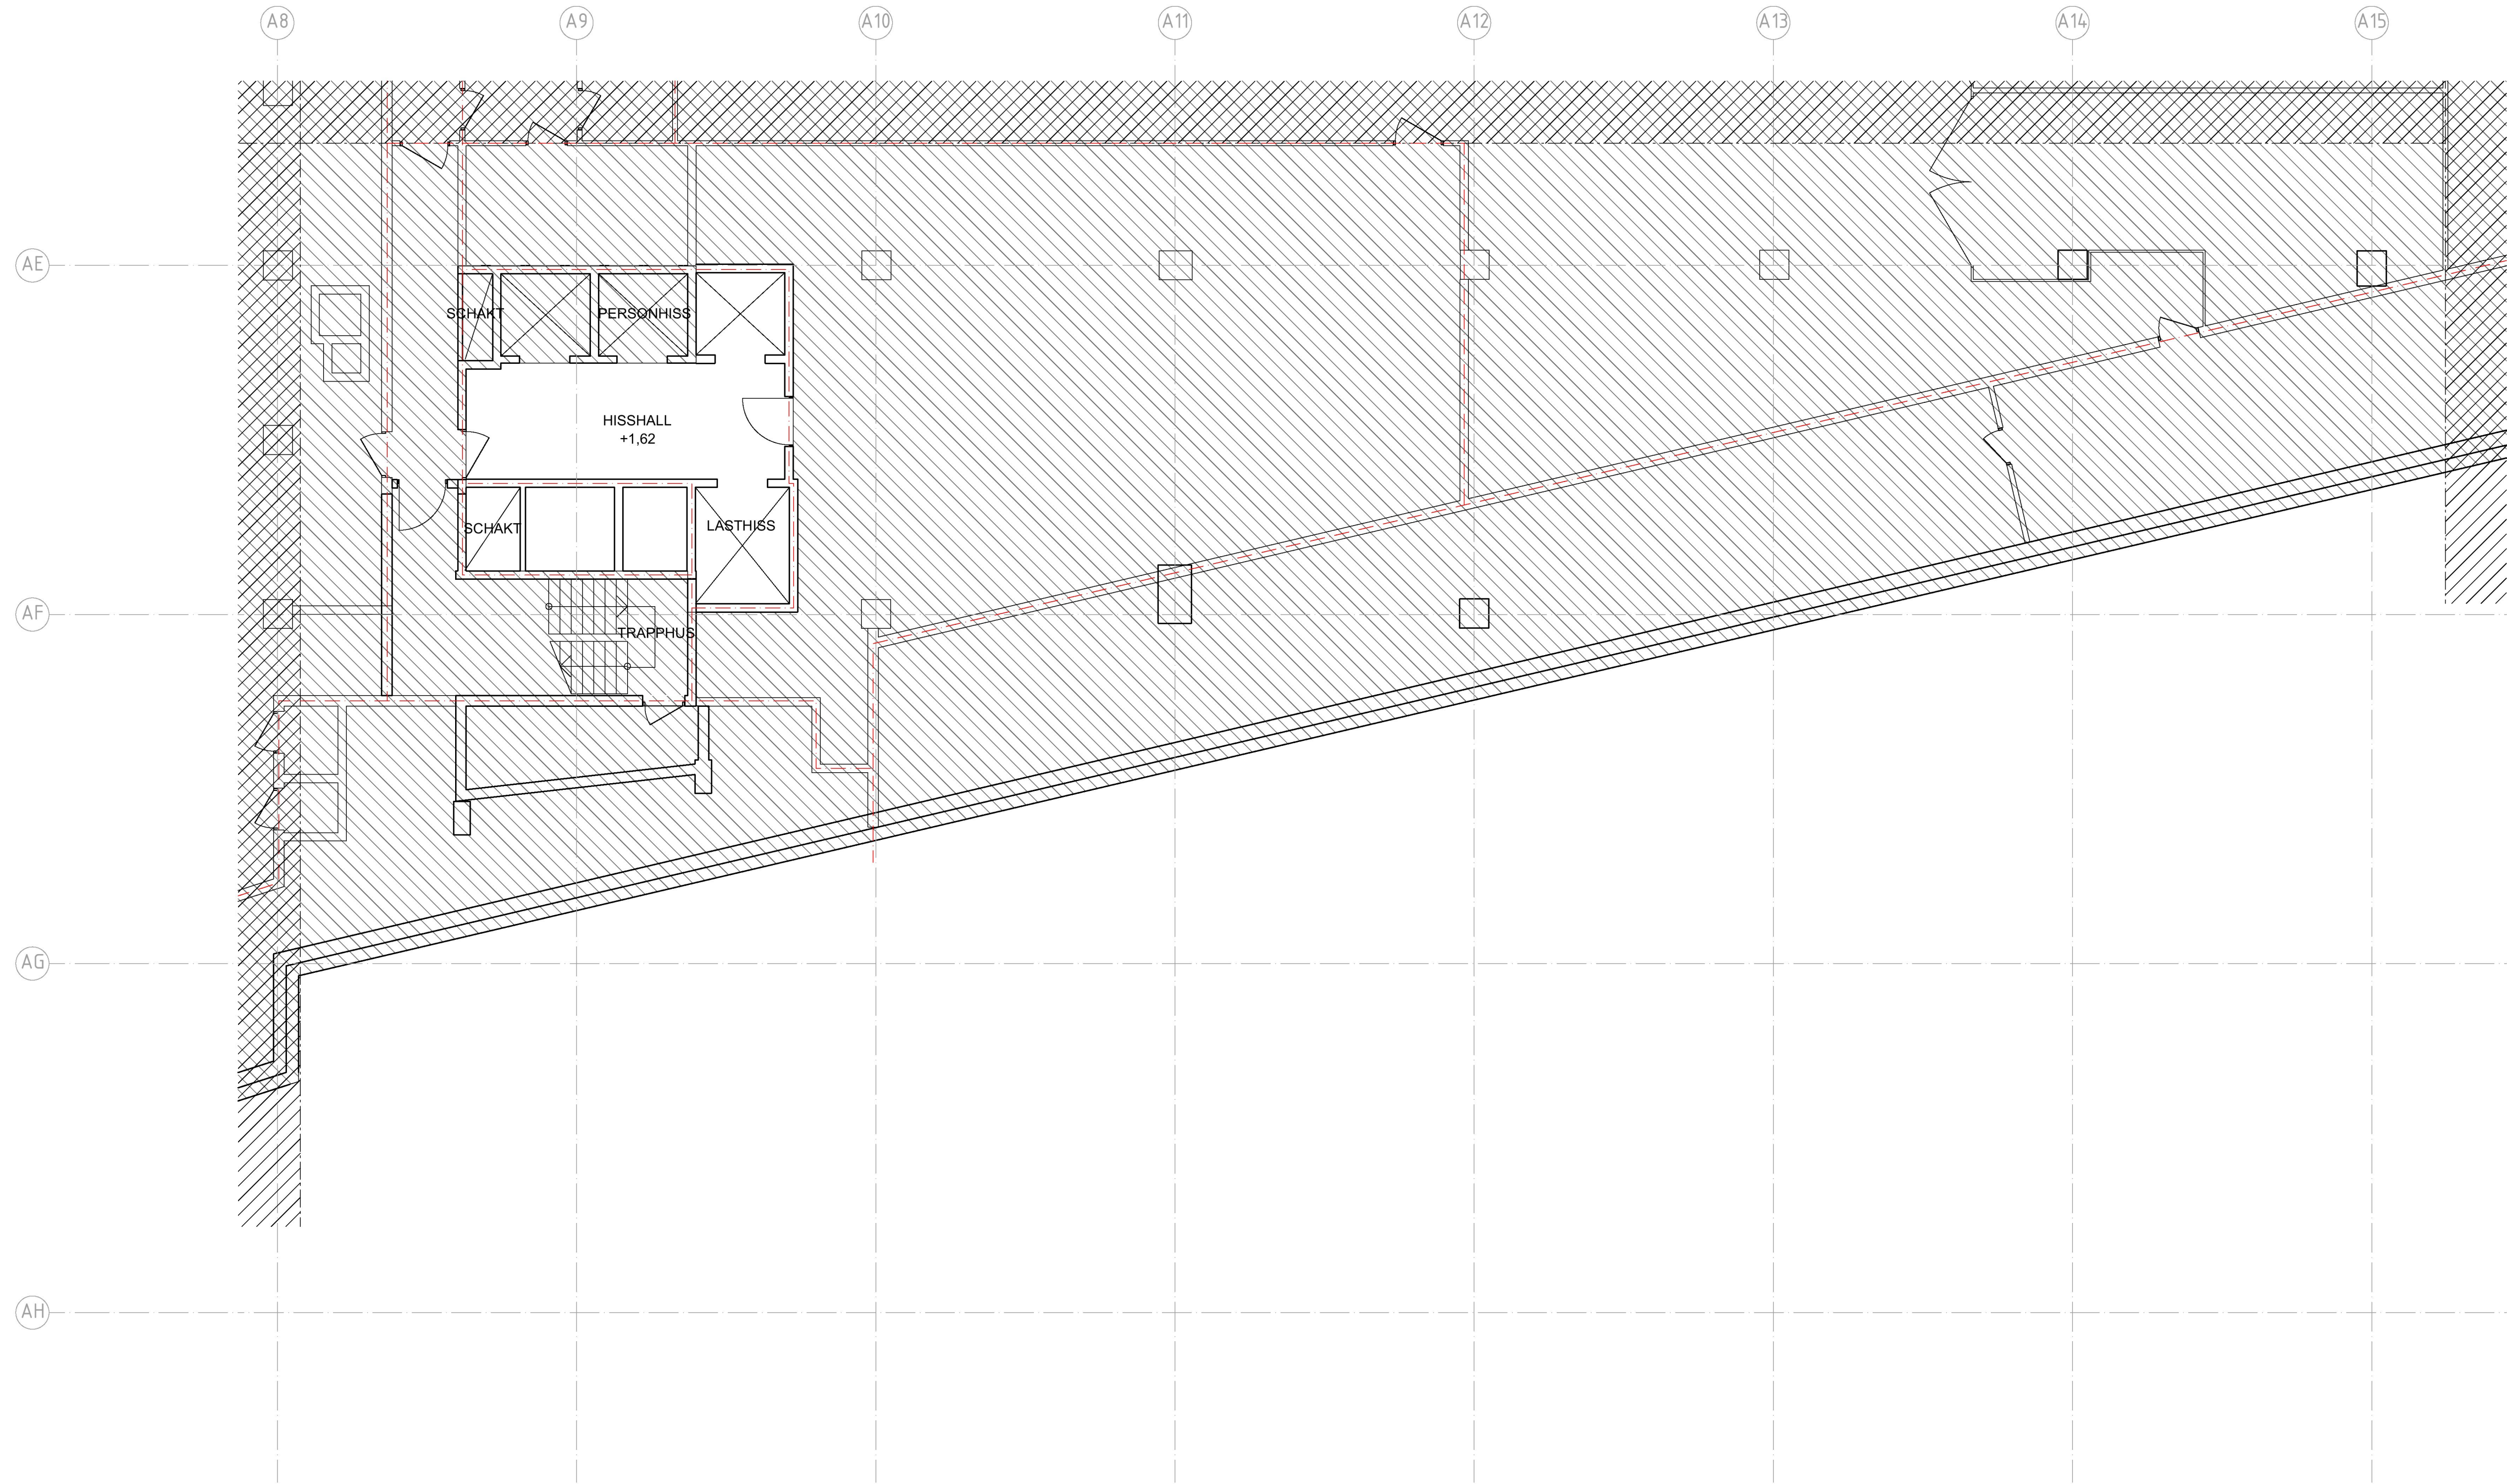 A8
A9
A10
A11
A12
A13
A14
A15
AE
SCHAKT
PERSONHISS
HISSHALL
+1,62
SCHAKT
LASTHISS
AF
TRAPPHUS
AG
AH